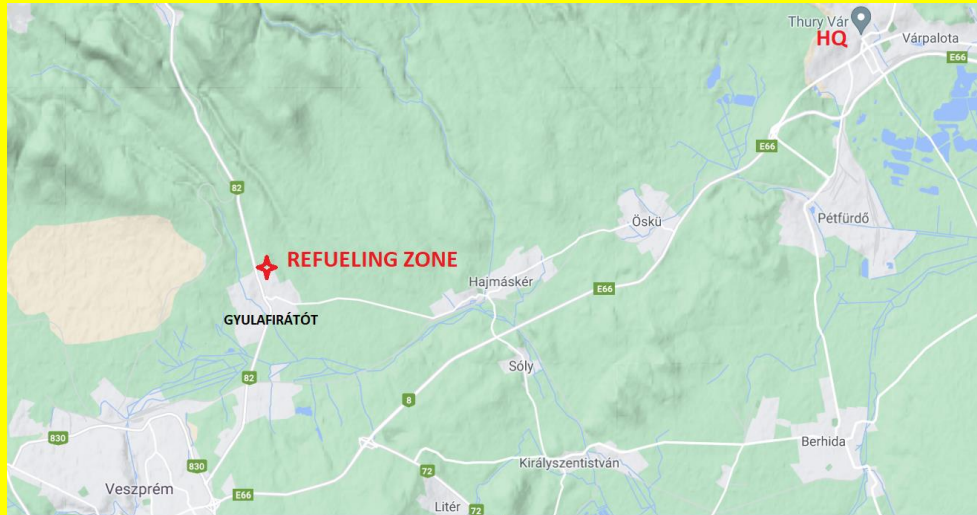 Thury Vár
HQ
Várpalota
E66
E66
82
Öskü
Pétfürdő
REFUELING ZONE
Hajmáskér
E66
GYULAFIRÁTÓT
Sóly
82
8
830
830
Berhida
Királyszentistván
72
Veszprém
E66
Litér
72